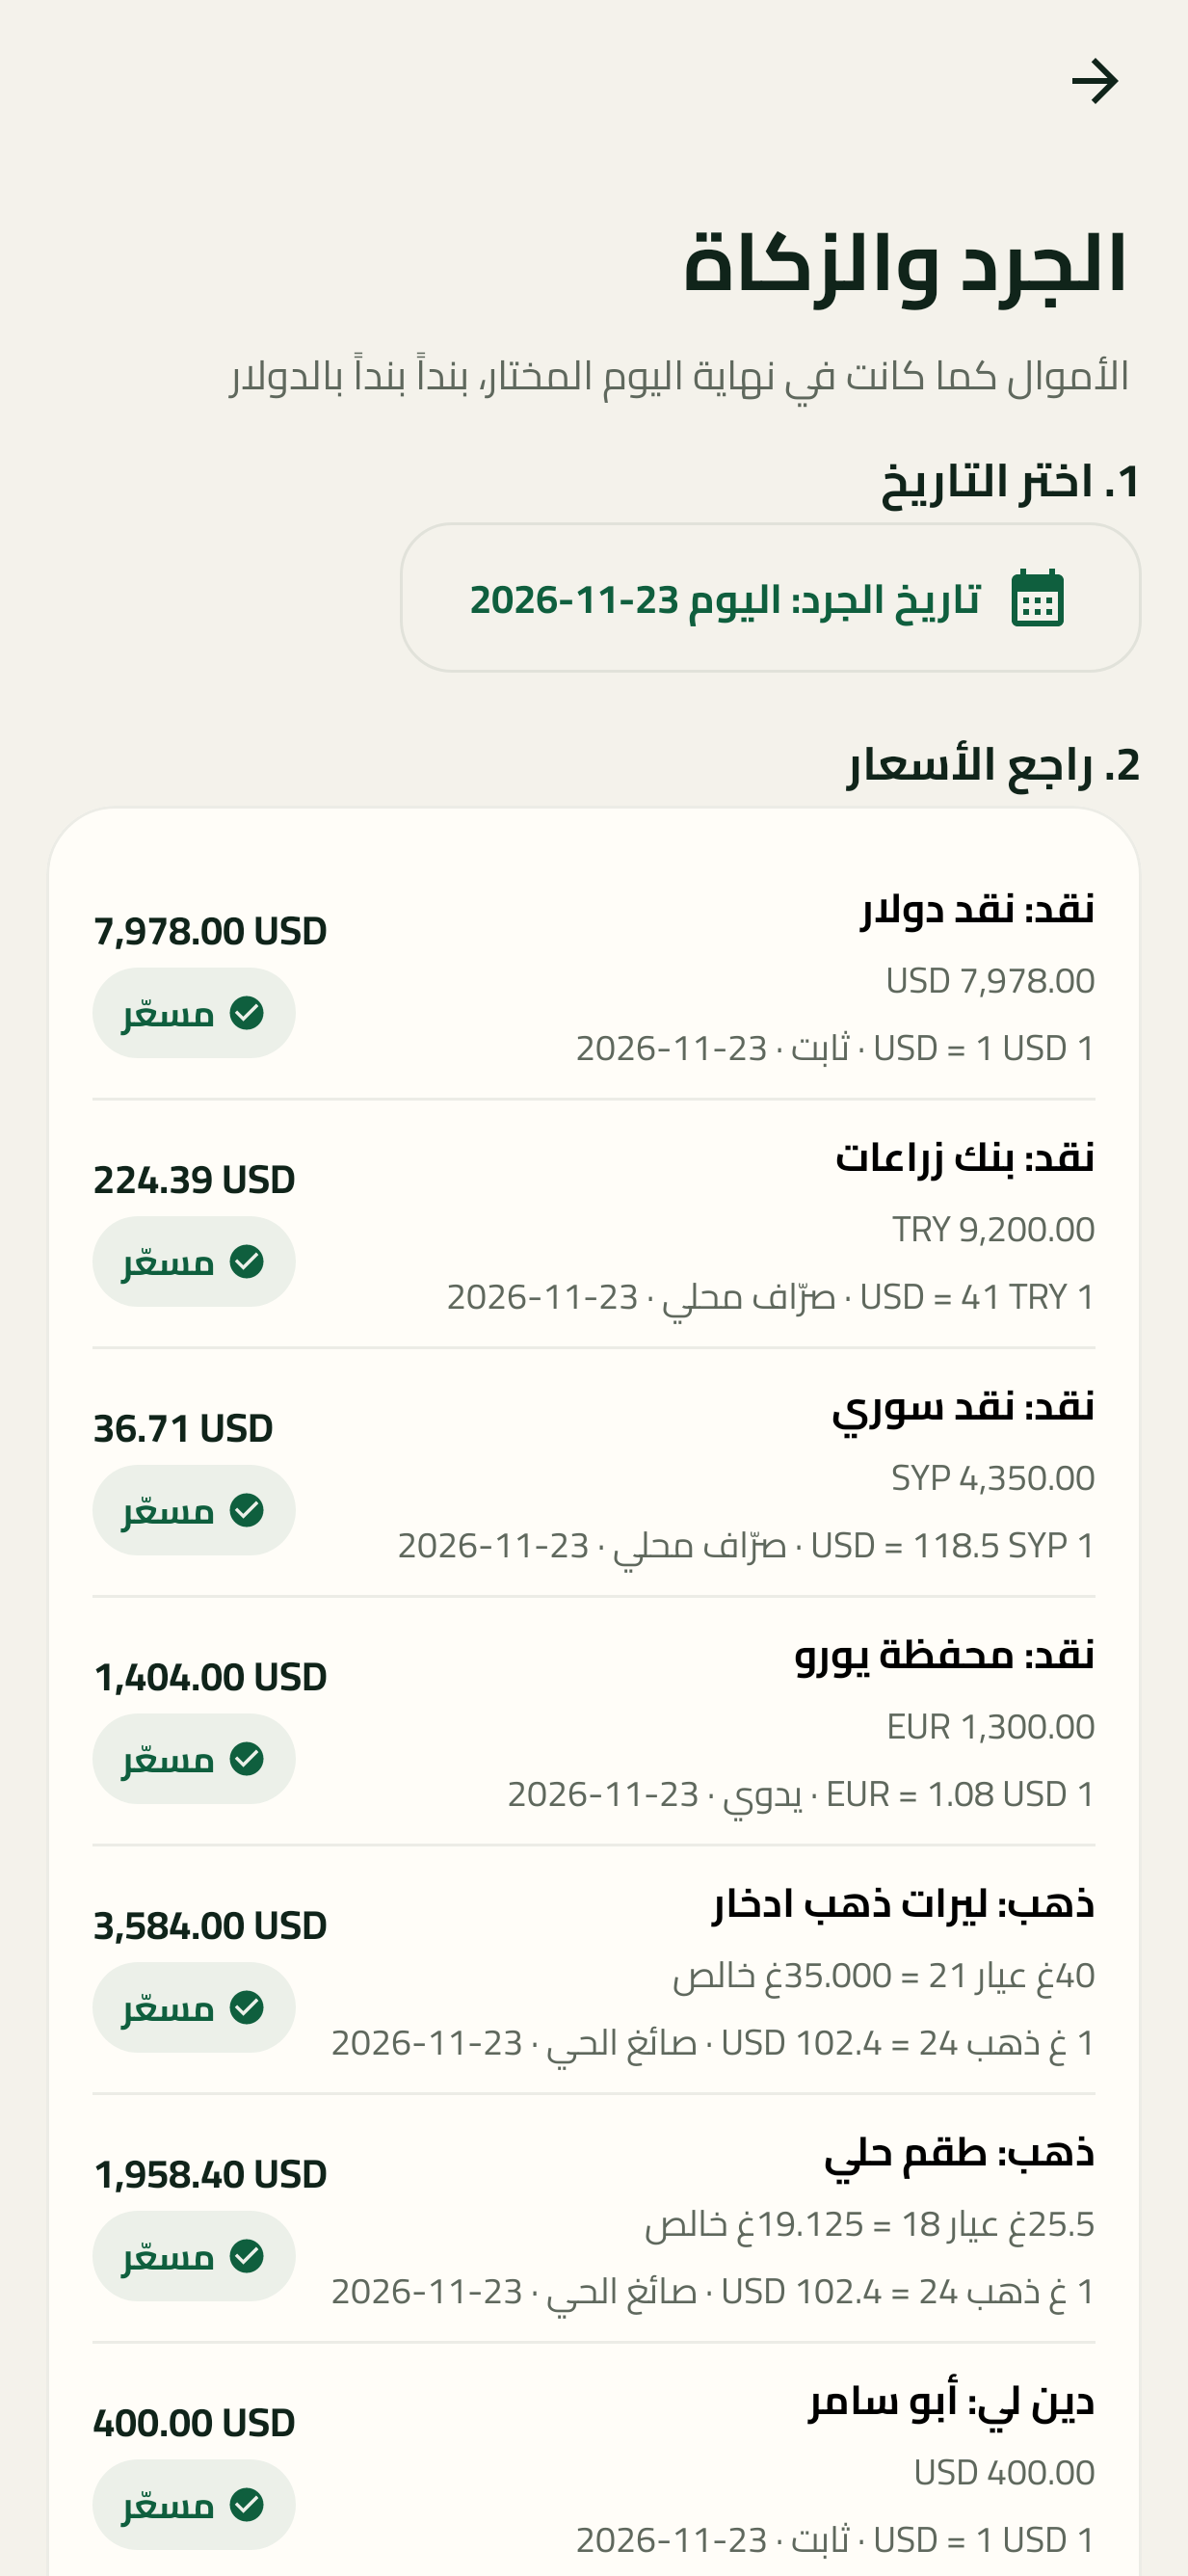 الجرد والزكاة
الأموال كما كانت في نهاية اليوم المختار، بنداً بنداً بالدولار
1. اختر التاريخ
تاريخ الجرد: اليوم 2026-11-23
2. راجع الأسعار
نقد: نقد دولار
7,978.00 USD
7,978.00 USD
مسعّر
1 USD = 1 USD · ثابت · 2026-11-23
نقد: بنك زراعات
224.39 USD
9,200.00 TRY
مسعّر
1 USD = 41 TRY · صرّاف محلي · 2026-11-23
نقد: نقد سوري
36.71 USD
4,350.00 SYP
مسعّر
1 USD = 118.5 SYP · صرّاف محلي · 2026-11-23
نقد: محفظة يورو
1,404.00 USD
1,300.00 EUR
مسعّر
1 EUR = 1.08 USD · يدوي · 2026-11-23
ذهب: ليرات ذهب ادخار
3,584.00 USD
40غ عيار 21 = 35.000غ خالص
مسعّر
1 غ ذهب 24 = 102.4 USD · صائغ الحي · 2026-11-23
ذهب: طقم حلي
1,958.40 USD
25.5غ عيار 18 = 19.125غ خالص
مسعّر
1 غ ذهب 24 = 102.4 USD · صائغ الحي · 2026-11-23
دين لي: أبو سامر
400.00 USD
400.00 USD
مسعّر
1 USD = 1 USD · ثابت · 2026-11-23